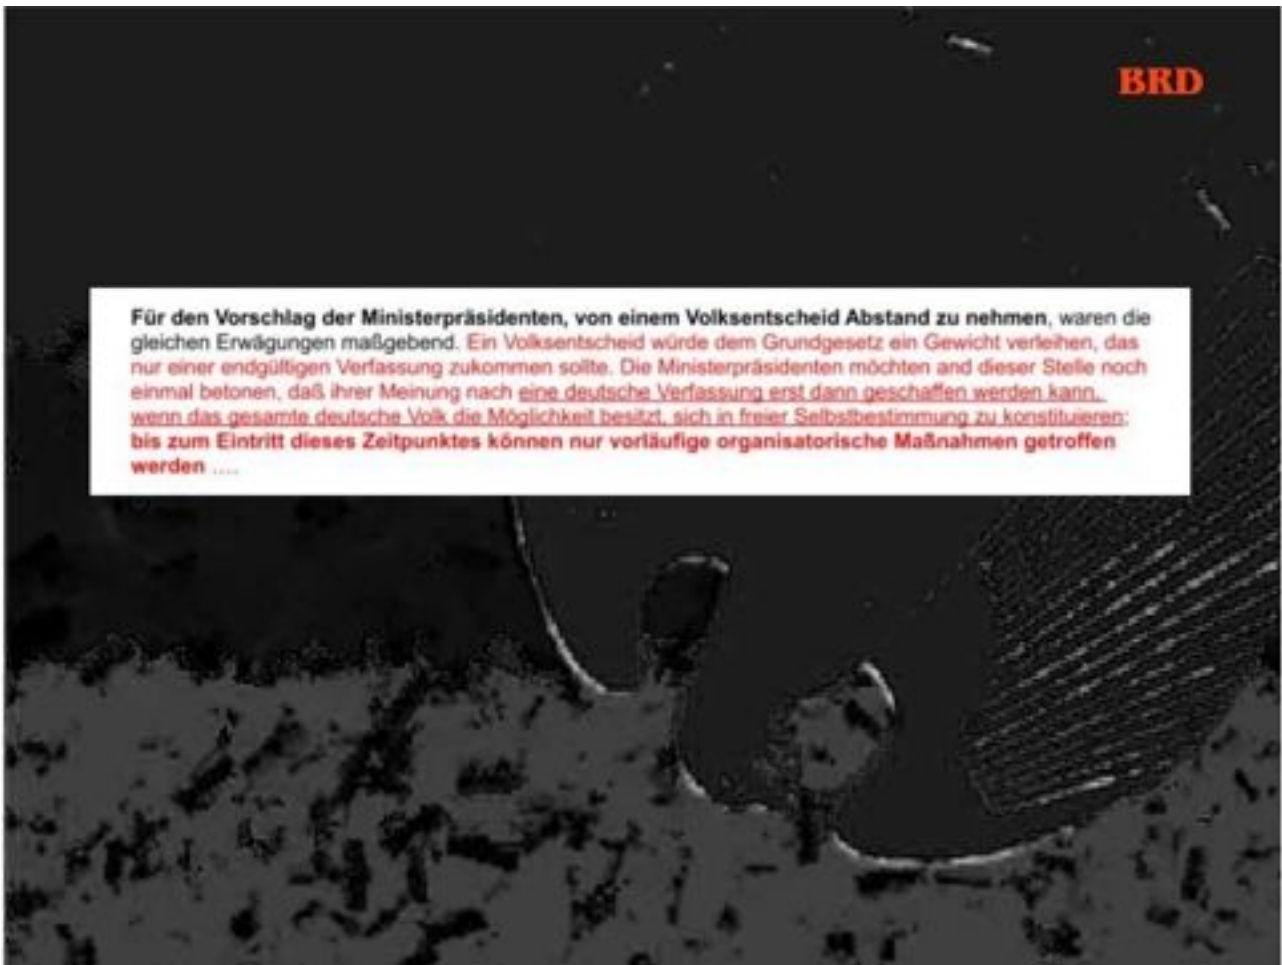 BRD
Für den Vorschlag der Ministerpräsidenten, von einem Volksentscheid Abstand zu nehmen, waren die
gleichen Erwägungen maßgebend. Ein Volksentscheid würde dem Grundgesetz ein Gewicht verleihen, das
nur einer endgültigen Verfassung zukommen sollte. Die Ministerpräsidenten möchten and dieser Stelle noch
einmal betonen, daß ihrer Meinung nach eine deutsche Verfassung erst dann geschaffen werden kann,
wenn das gesamte deutsche Volk die Möglichkeit besitzt, sich in freier Selbstbestimmung zu konstituieren;
bis zum Eintritt dieses Zeitpunktes können nur vorläufige organisatorische Maßnahmen getroffen
werden ....